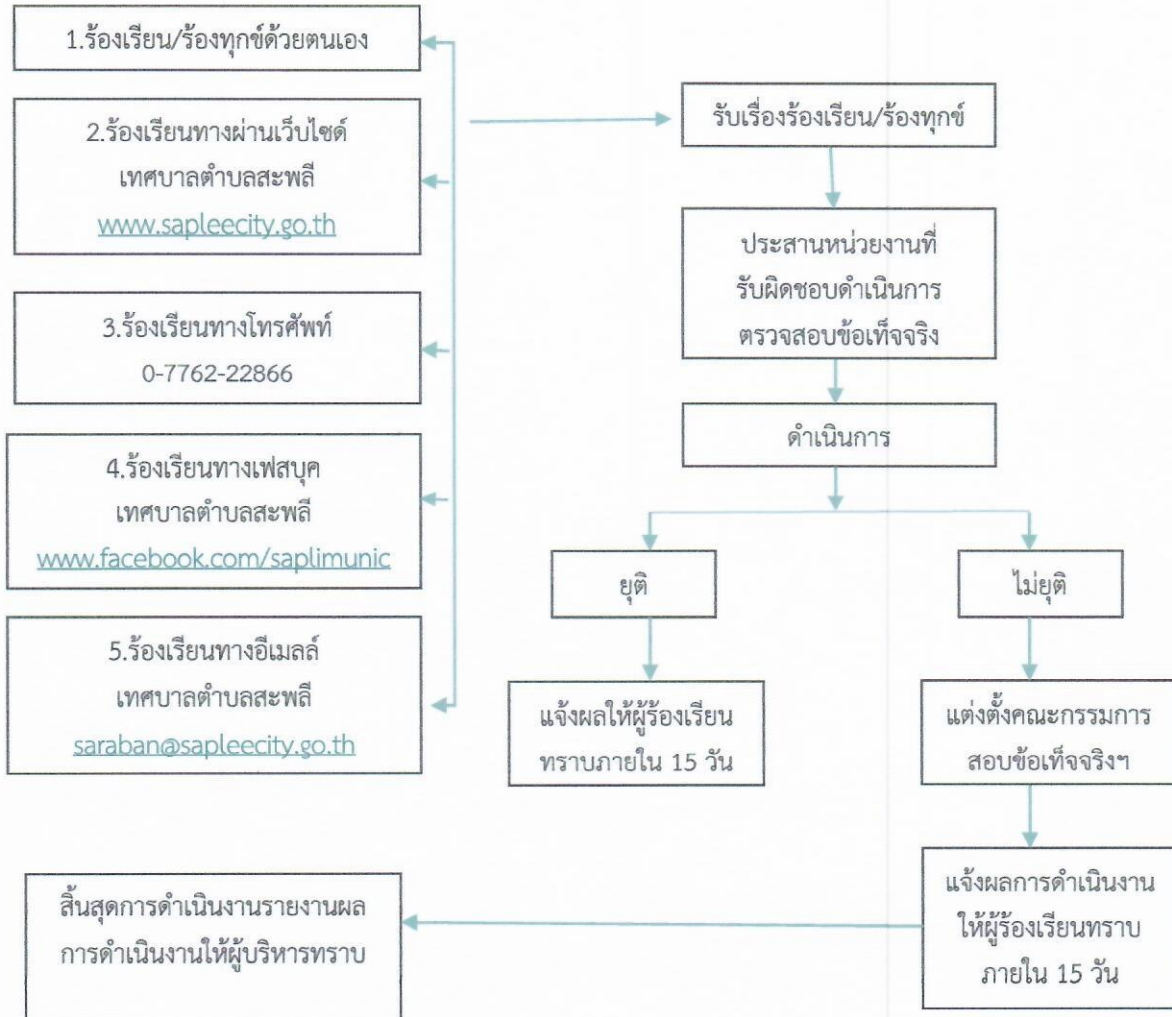 1.ร้องเรียน/ร้องทุกข์ด้วยตนเอง
2.ร้องเรียนทางผ่านเว็บไซด์
เทศบาลตำบลสะพลี
www.sapleecity.go.th
3.ร้องเรียนทางโทรศัพท์
0-7762-22866
4.ร้องเรียนทางเฟสบุค
เทศบาลตำบลสะพลี
www.facebook.com/saplimunic
5.ร้องเรียนทางอีเมลล์
เทศบาลตำบลสะพลี
saraban@sapleecity.go.th
รับเรื่องร้องเรียน/ร้องทุกข์
ประสานหน่วยงานที่
รับผิดชอบดำเนินการ
ตรวจสอบข้อเท็จจริง
ดำเนินการ
ยุติ
ไม่ยุติ
แจ้งผลให้ผู้ร้องเรียน
ทราบภายใน 15 วัน
แต่งตั้งคณะกรรมการ
สอบข้อเท็จจริงฯ
แจ้งผลการดำเนินงาน
ให้ผู้ร้องเรียนทราบ
ภายใน 15 วัน
สิ้นสุดการดำเนินงานรายงานผล
การดำเนินงานให้ผู้บริหารทราบ